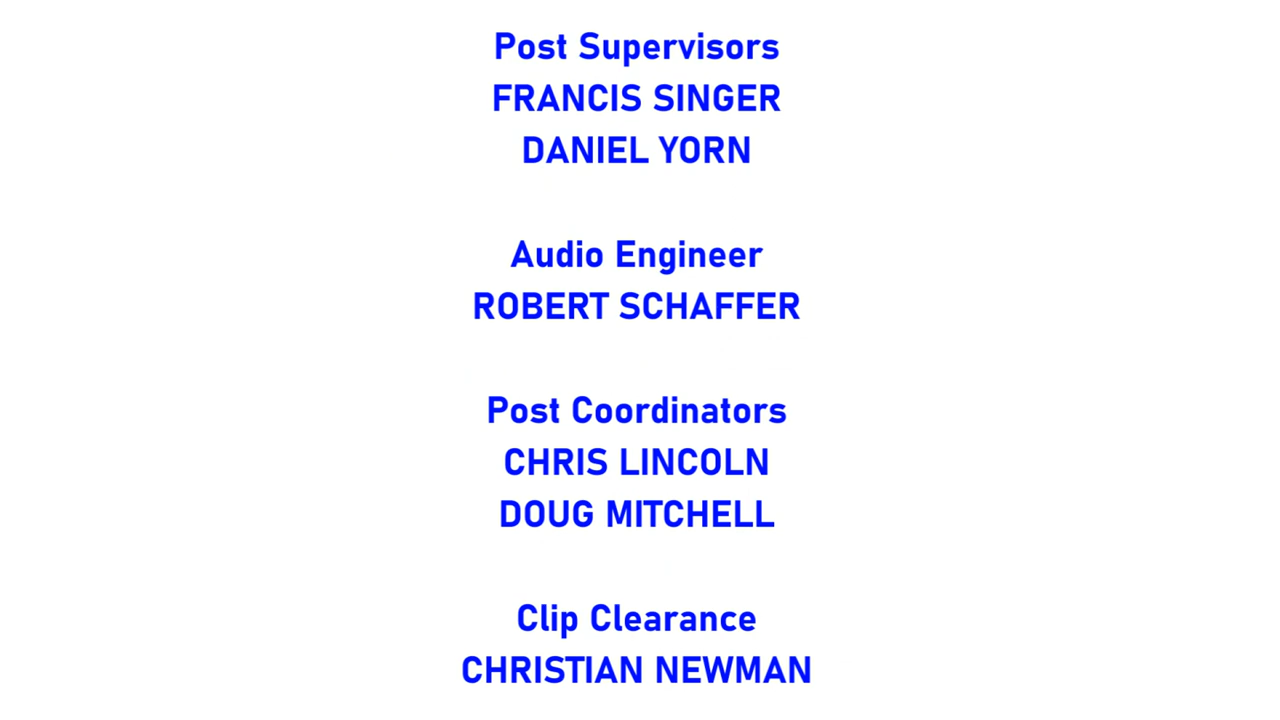 Post Supervisors
FRANCIS SINGER
DANIEL YORN
Audio Engineer
ROBERT SCHAFFER
Post Coordinators
CHRIS LINCOLN
DOUG MITCHELL
Clip Clearance
CHRISTIAN NEWMAN